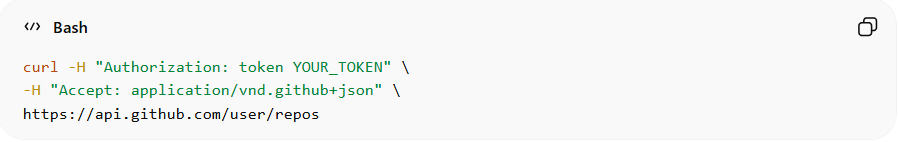 </> Bash
curl -H "Authorization: token YOUR_TOKEN" \
-H "Accept: application/vnd.github+json" \
https://api.github.com/user/repos